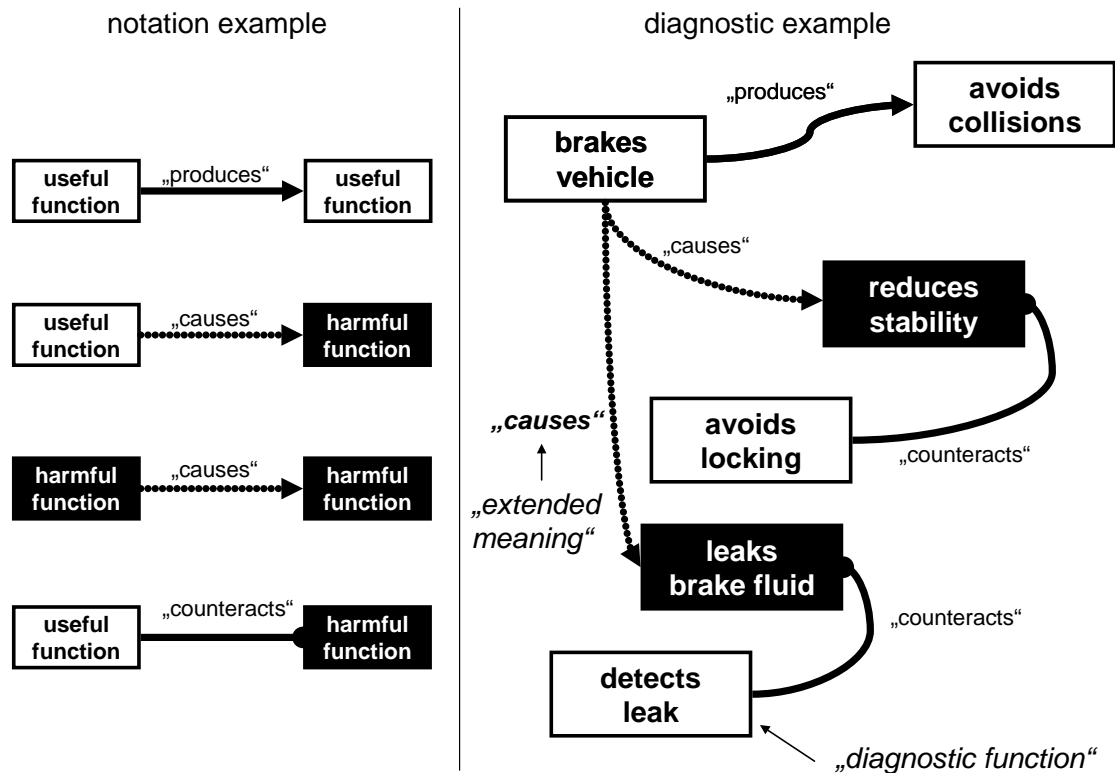 notation example
useful
function
„produces“
useful
function
useful
function
„causes“
harmful
function
harmful
function
„causes“
harmful
function
useful
function
„counteracts“
harmful
function
diagnostic example
brakes
vehicle
„produces“
avoids
collisions
„causes“
reduces
stability
avoids
locking
„counteracts“
„causes“
„extended
meaning“
leaks
brake fluid
„counteracts“
detects
leak
„diagnostic function“